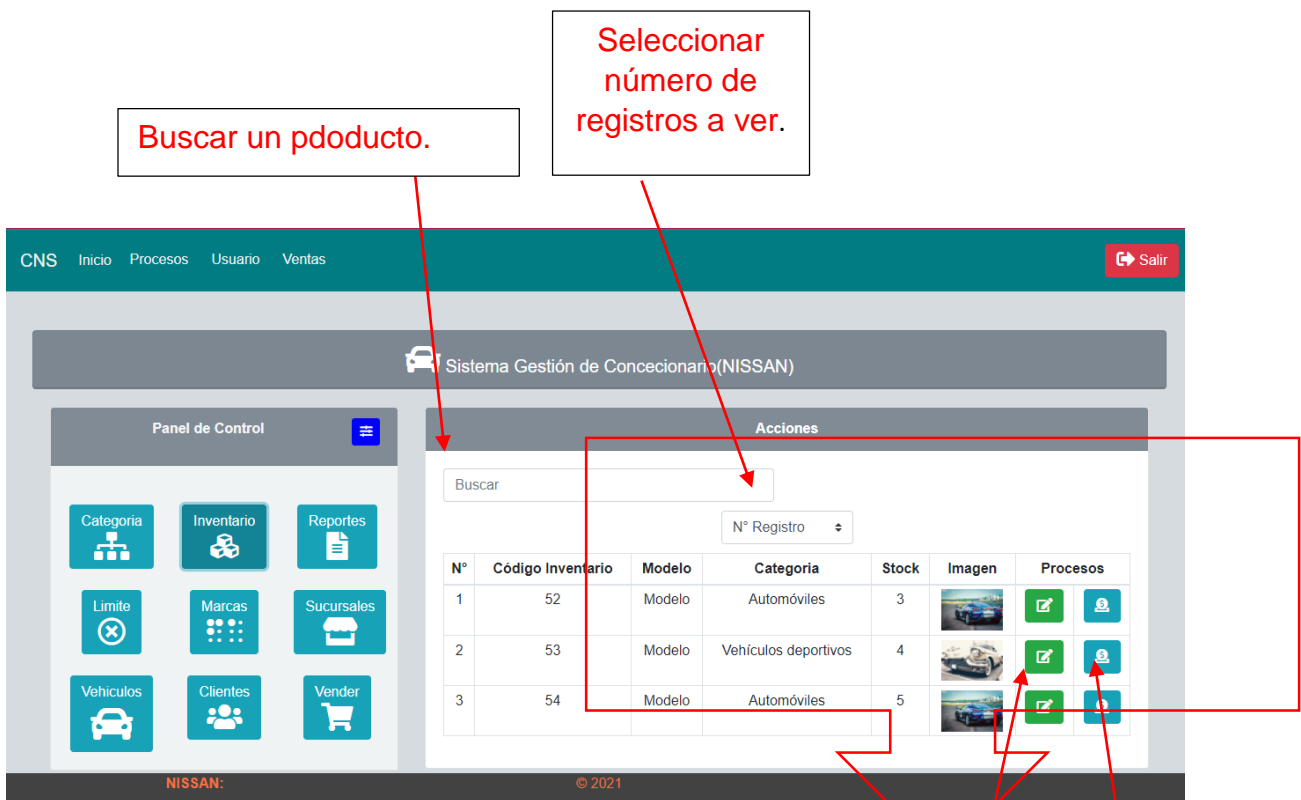 Seleccionar
número de
registros a ver.
Buscar un pdoducto.
CNS Inicio Procesos Usuario Ventas Salir
Sistema Gestión de Concecionario(NISSAN)
Panel de Control
Acciones
Categoria Inventario Reportes
Limite Marcas Sucursales
Vehiculos Clientes Vender
Buscar
N° Registro
N° Código Inventario Modelo Categoria Stock Imagen Procesos
1 52 Modelo Automóviles 3
2 53 Modelo Vehículos deportivos 4
3 54 Modelo Automóviles 5
NISSAN: © 2021